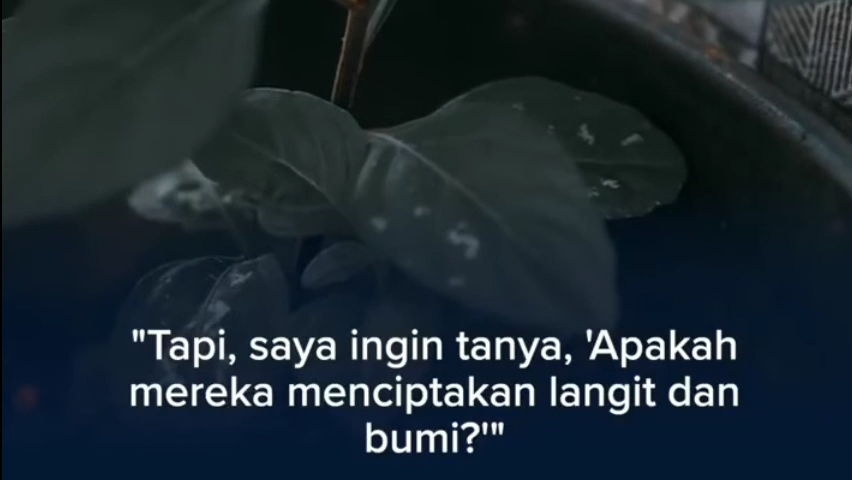 "Tapi, saya ingin tanya, 'Apakah
mereka menciptakan langit dan
bumi?'"